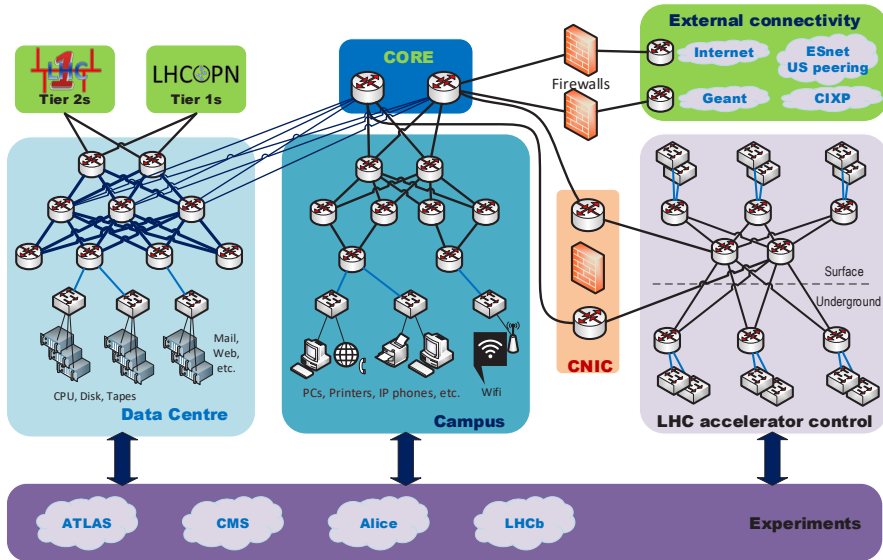 LHC
1
Tier 2s
LHCOPN
Tier 1s
CORE
Firewalls
External connectivity
Internet
ESnet
US peering
Geant
CIXP
Surface
Underground
CNIC
LHC accelerator control
Mail,
Web,
etc.
CPU, Disk, Tapes
Data Centre
PCs, Printers, IP phones, etc.
Wifi
Campus
ATLAS
CMS
Alice
LHCb
Experiments